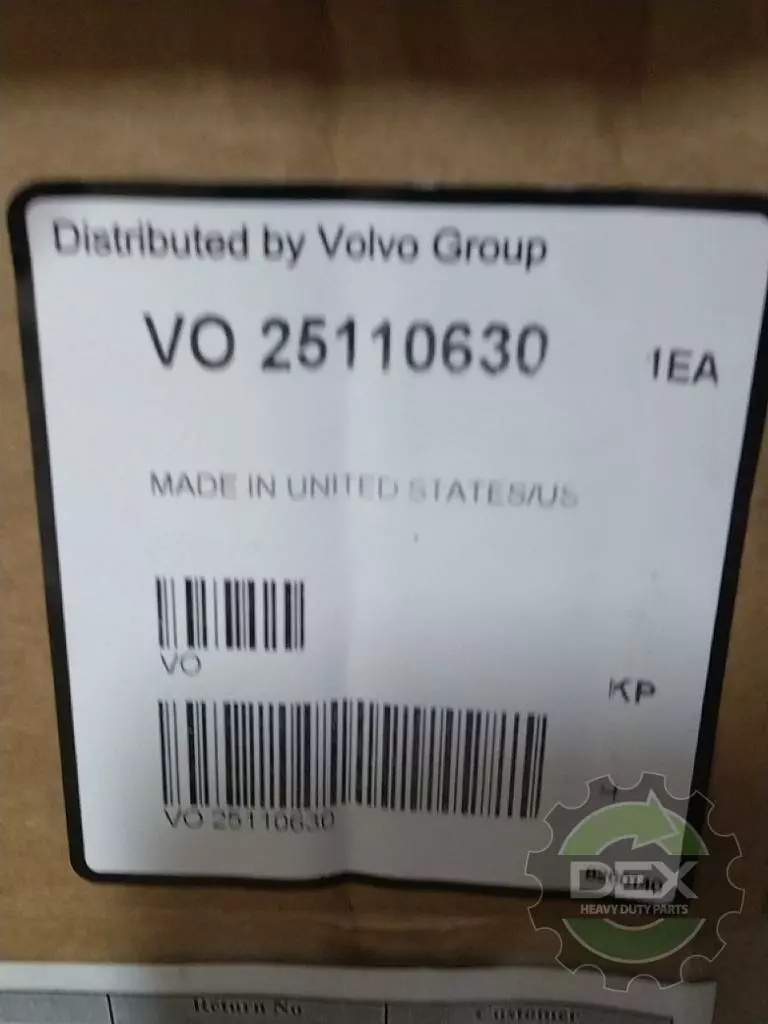 Distributed by Volvo Group
VO 25110630
1EA
MADE IN UNITED STATES/US
VO
KP
VO 25110630
DEX
HEAVY DUTY PARTS
Return No
Customer